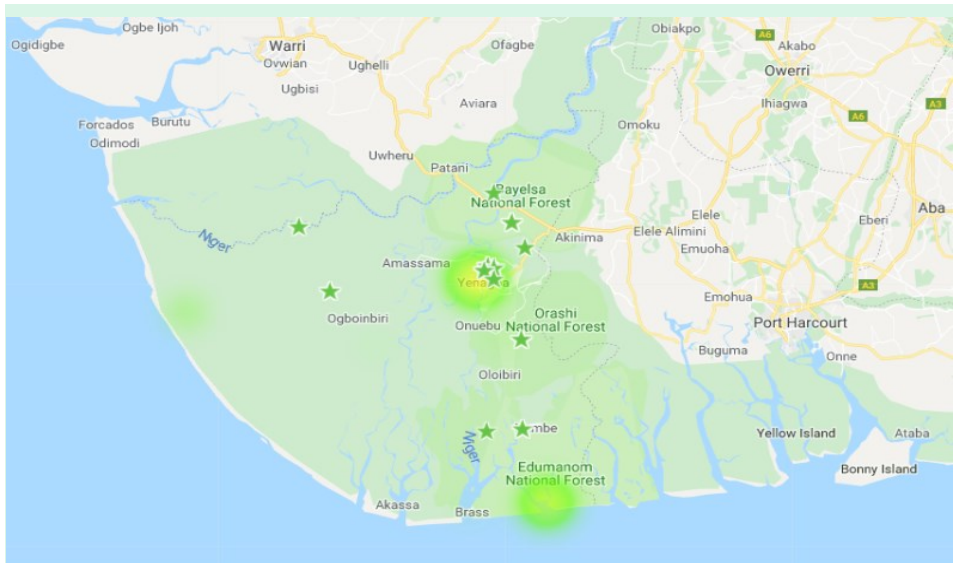 Ogbe Ijoh
Ogidigbe
Warri
Ovwian
Ughelli
Ofagbe
Ugbisi
Aviara
Forcados
Burutu
Odimodi
Uwheru
Patani
Obiakpo
A6
Akabo
Owerri
Ihiagwa
A6
A3
Omoku
Aba
Niger
National Forest
Akinima
Elele
Elele Alimini
Eberi
Emuoha
Amassama
A3
Emohua
Ogboinbiri
Onuebu
Orashi
National Forest
Port Harcourt
Buguma
Onne
Oloibiri
Niger
Yellow Island
Ataba
Edumanom
National Forest
Bonny Island
Akassa
Brass